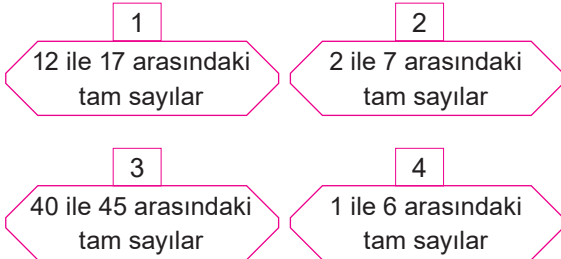 1
12 ile 17 arasındaki
tam sayılar
2
2 ile 7 arasındaki
tam sayılar
3
40 ile 45 arasındaki
tam sayılar
4
1 ile 6 arasındaki
tam sayılar